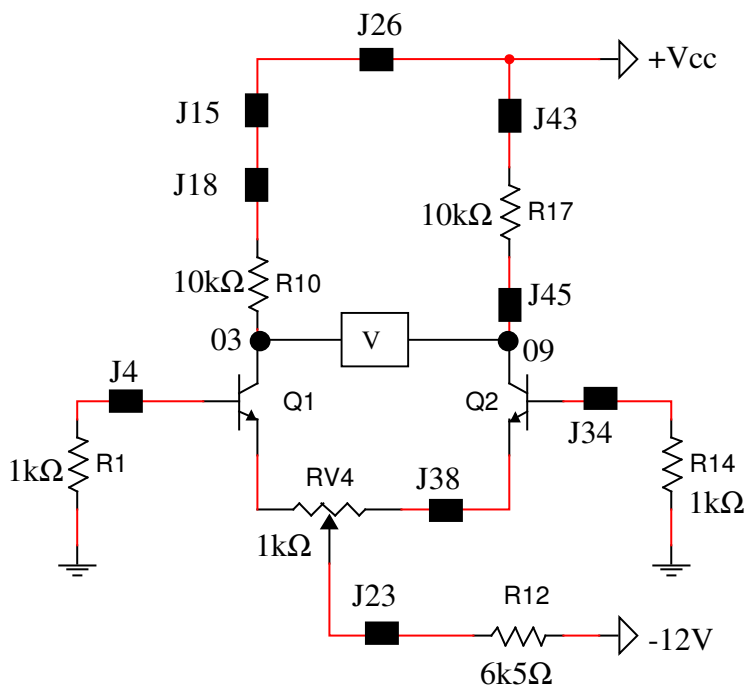 J26
+Vcc
J15
J43
J18
10kΩ
R17
10kΩ
R10
J45
03
V
09
J4
Q1
Q2
J34
1kΩ
R1
RV4
J38
R14
1kΩ
1kΩ
J23
R12
-12V
6k5Ω